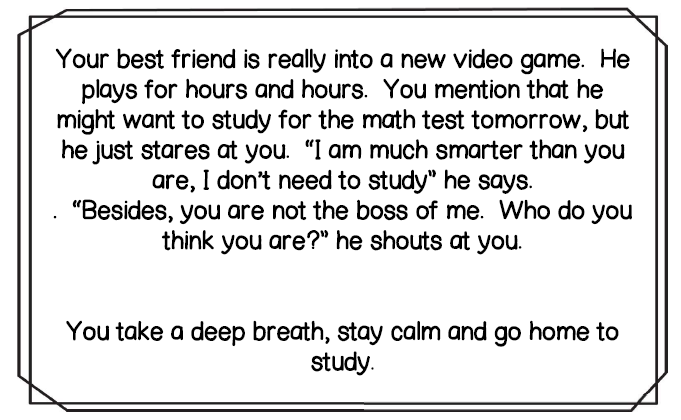 Your best friend is really into a new video game.  He
plays for hours and hours.  You mention that he
might want to study for the math test tomorrow, but
he just stares at you.  “I am much smarter than you
are, I don’t need to study” he says.
.  “Besides, you are not the boss of me.  Who do you
think you are?” he shouts at you.
You take a deep breath, stay calm and go home to
study.